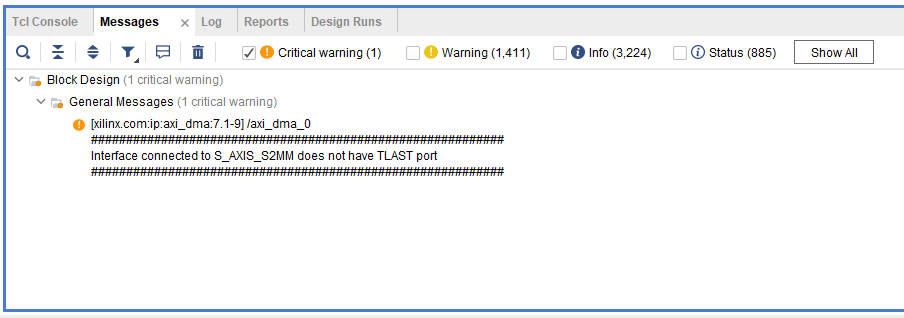 Tcl Console Messages × Log Reports Design Runs
Critical warning (1) Warning (1,411) Info (3,224) Status (885) Show All
Block Design (1 critical warning)
General Messages (1 critical warning)
[xilinx.com:ip:axi_dma:7.1-9] /axi_dma_0
###########################################################
Interface connected to S_AXIS_S2MM does not have TLAST port
###########################################################